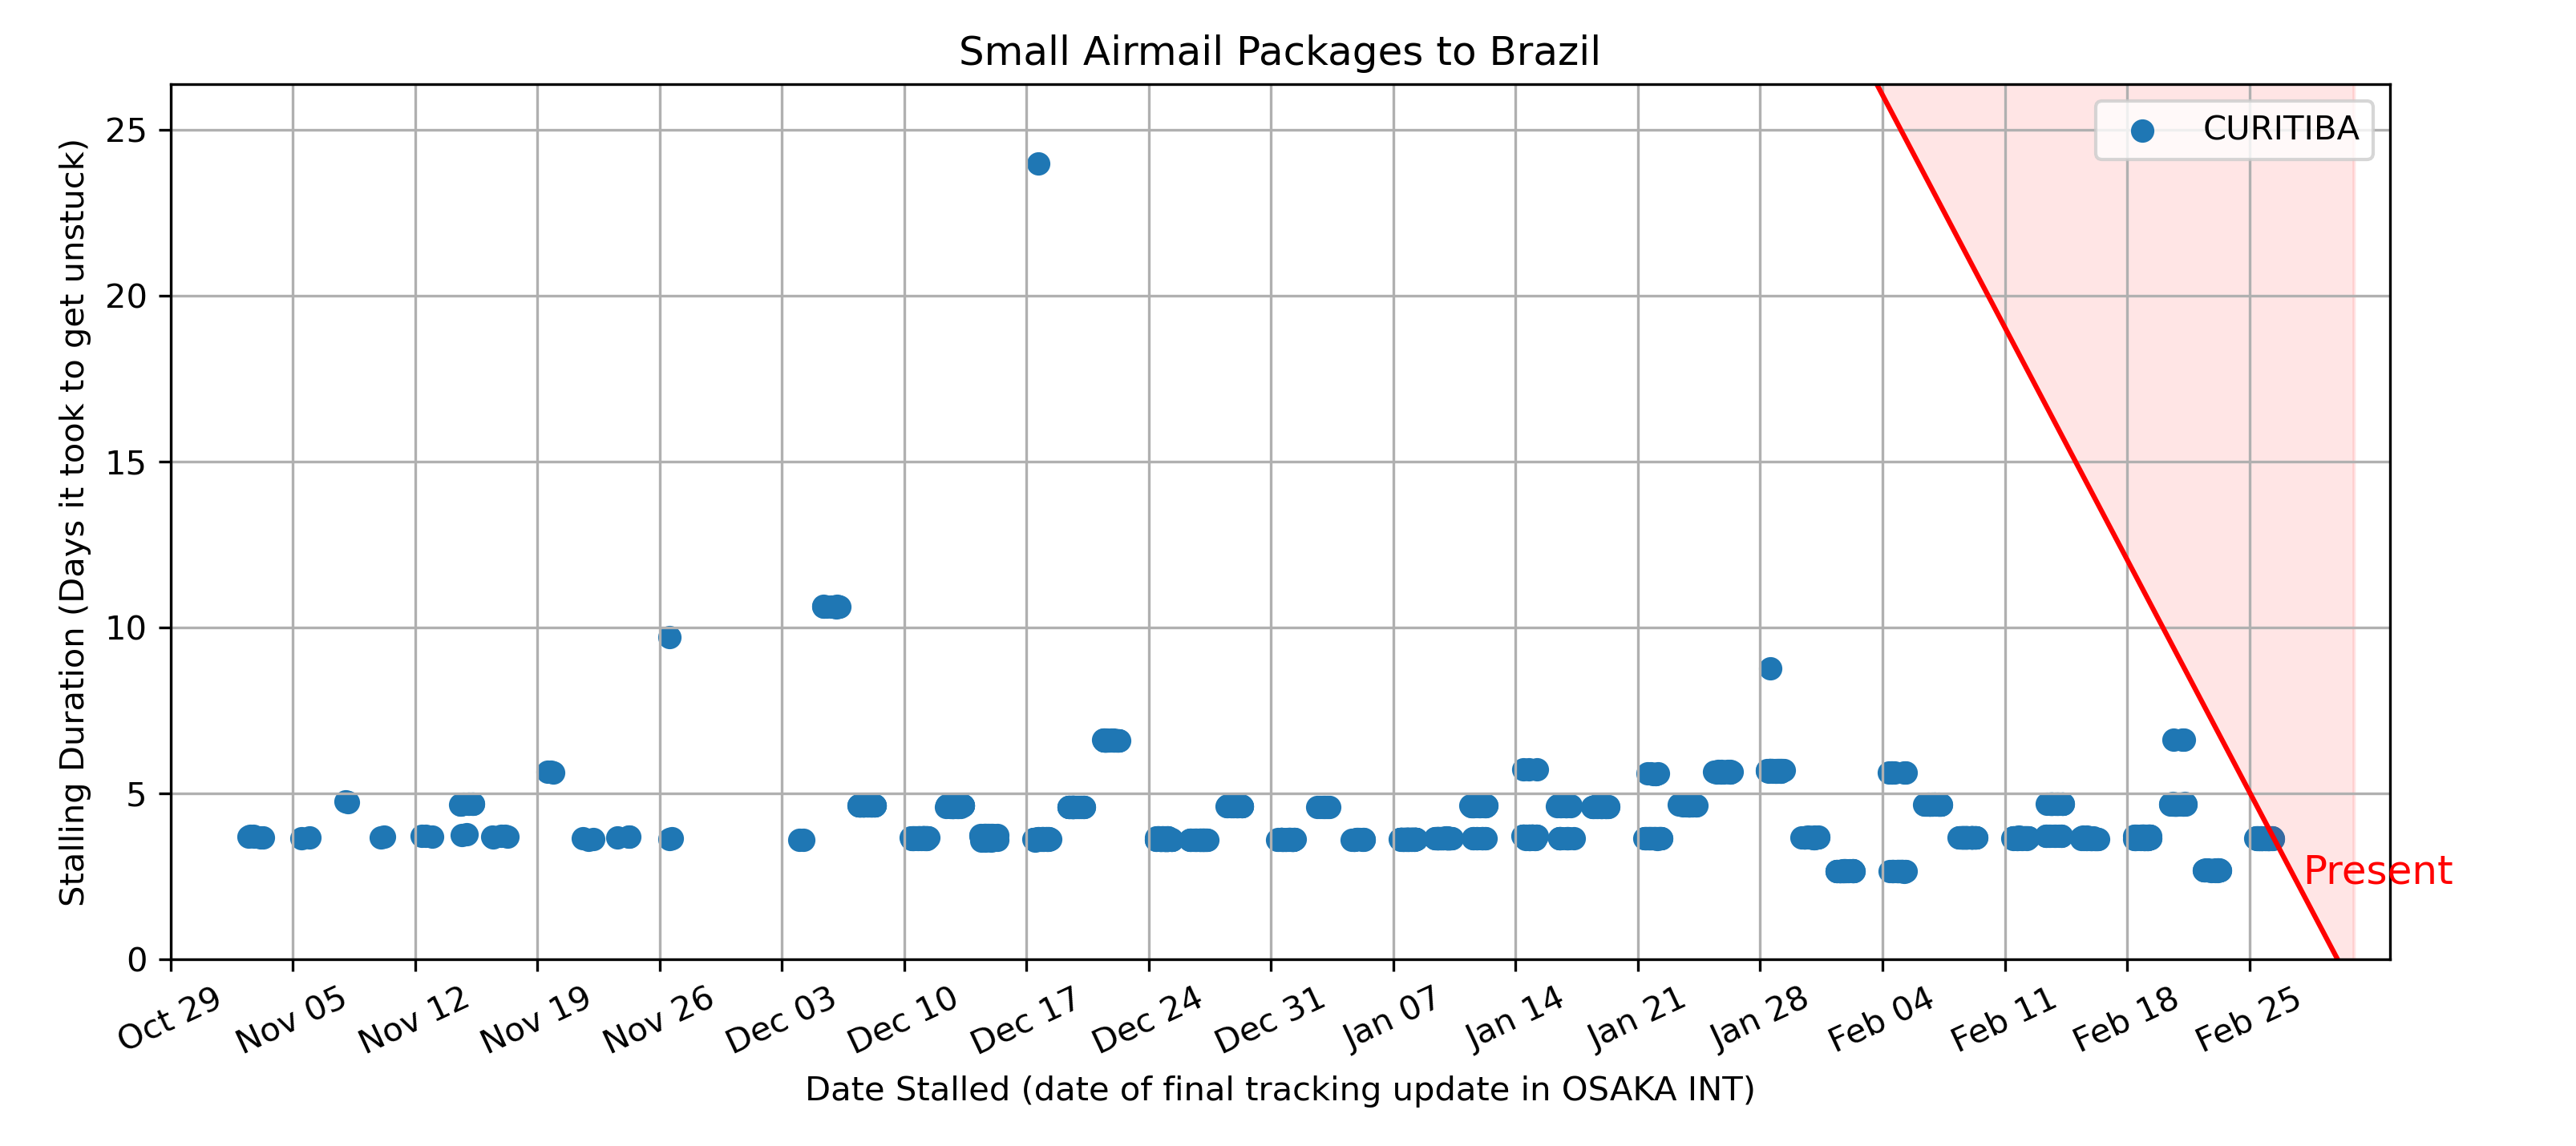 Small Airmail Packages to Brazil
CURITIBA
25
20
15
10
5
0
Stalling Duration (Days it took to get unstuck)
Present
Oct 29
Nov 05
Nov 12
Nov 19
Nov 26
Dec 03
Dec 10
Dec 17
Dec 24
Dec 31
Jan 07
Jan 14
Jan 21
Jan 28
Feb 04
Feb 11
Feb 18
Feb 25
Date Stalled (date of final tracking update in OSAKA INT)